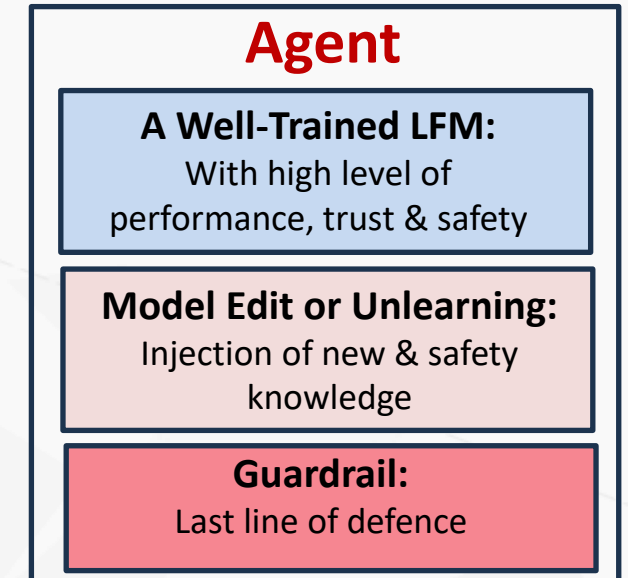 Agent
A Well-Trained LFM:
With high level of
performance, trust & safety
Model Edit or Unlearning:
Injection of new & safety
knowledge
Guardrail:
Last line of defence